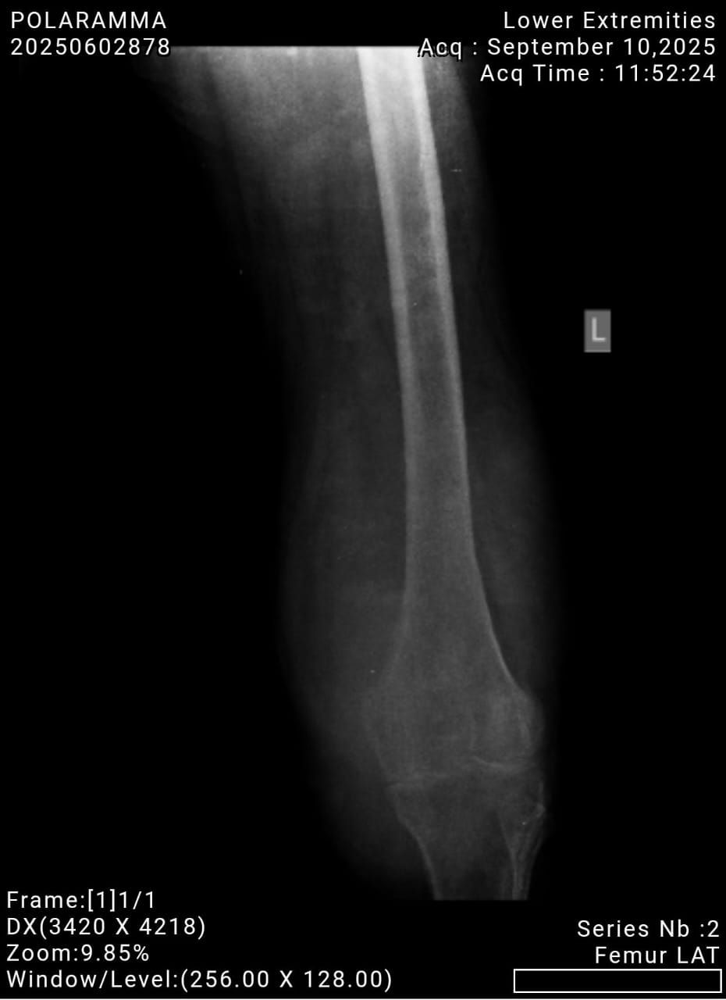 POLARAMMA
20250602878
Lower Extremities
Acq : September 10,2025
Acq Time : 11:52:24
L
Frame:[1]1/1
DX(3420 X 4218)
Zoom:9.85%
Window/Level:(256.00 X 128.00)
Series Nb :2
Femur LAT